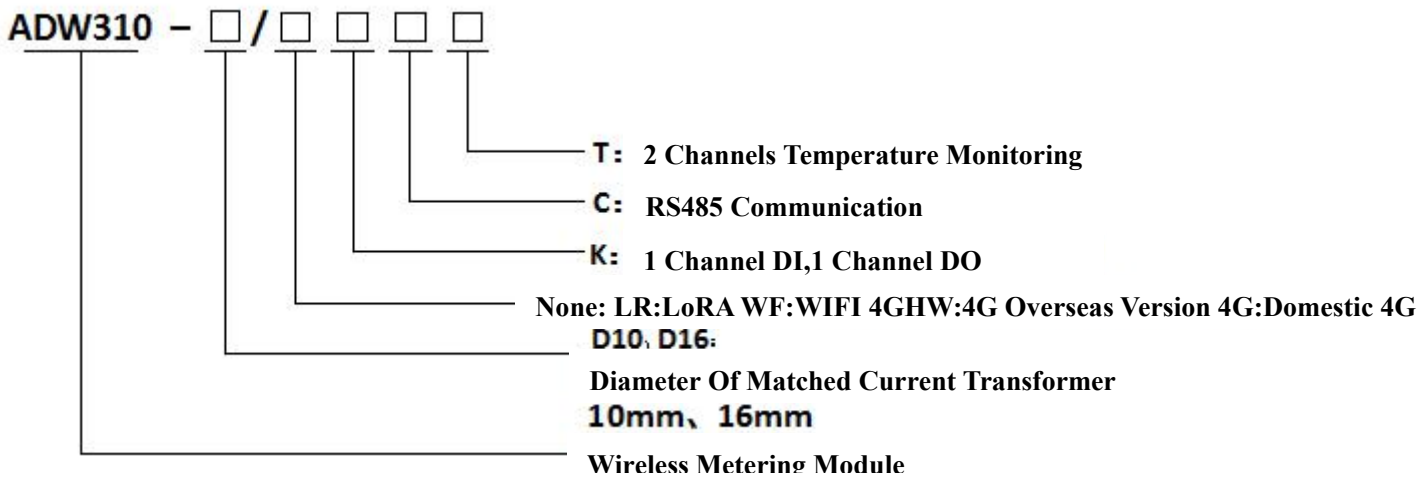 ADW310 – □/□ □ □ □
T: 2 Channels Temperature Monitoring
C: RS485 Communication
K: 1 Channel DI,1 Channel DO
None: LR:LoRA WF:WIFI 4GHW:4G Overseas Version 4G:Domestic 4G
D10、D16:
Diameter Of Matched Current Transformer
10mm、16mm
Wireless Metering Module